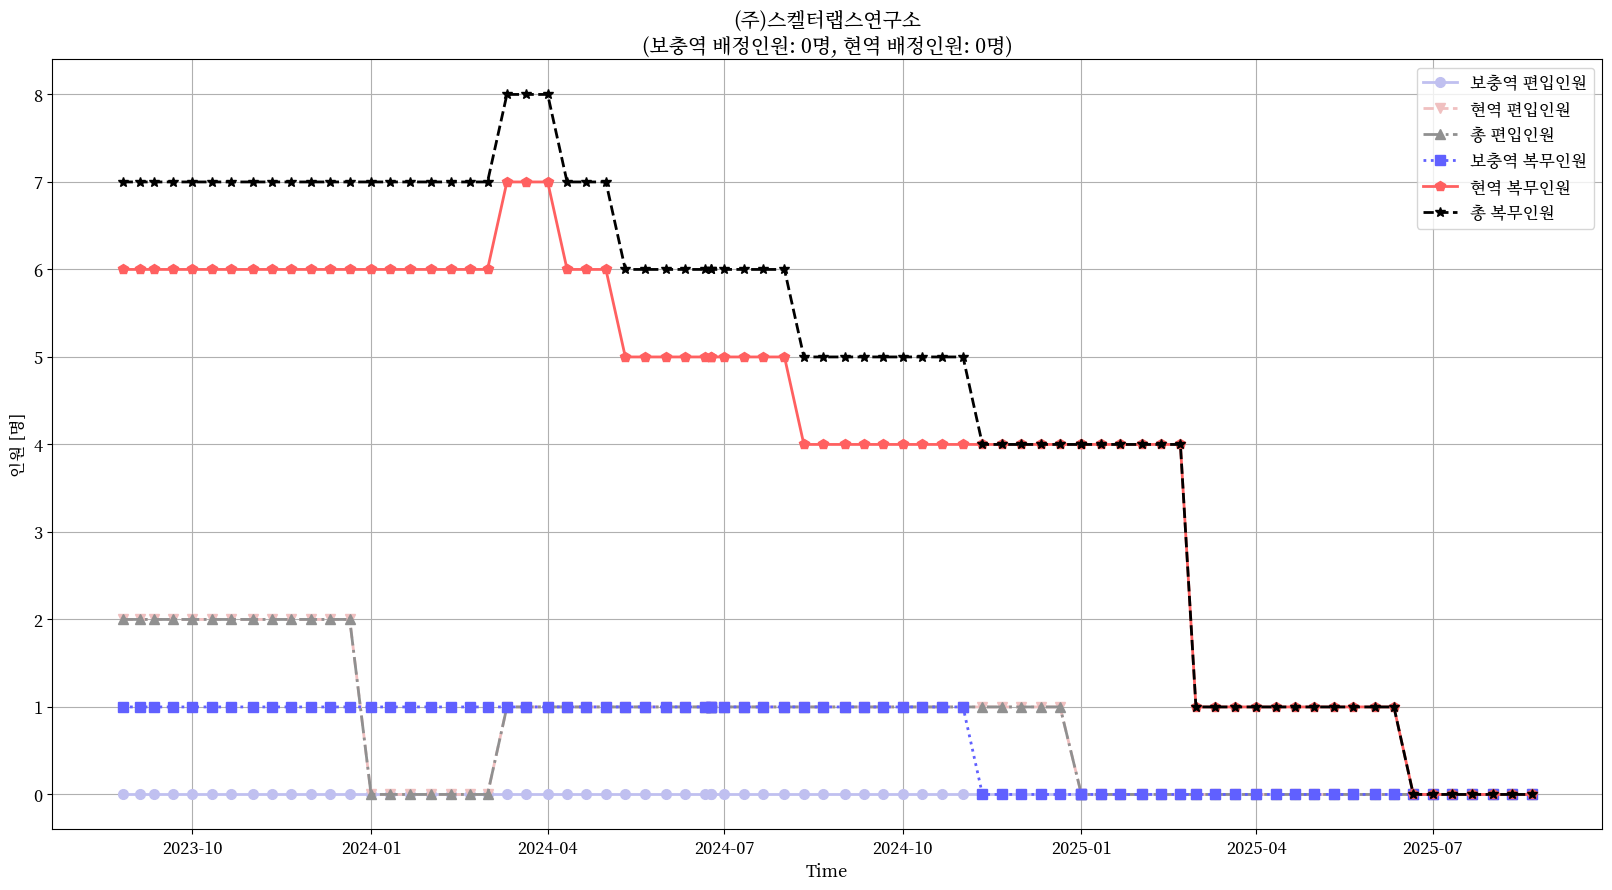 (주)스켈터랩스연구소
(보충역 배정인원: 0명, 현역 배정인원: 0명)
보충역 편입인원
현역 편입인원
총 편입인원
보충역 복무인원
현역 복무인원
총 복무인원
인원 [명]
8
7
6
5
4
3
2
1
0
2023-10 2024-01 2024-04 2024-07 2024-10 2025-01 2025-04 2025-07
Time